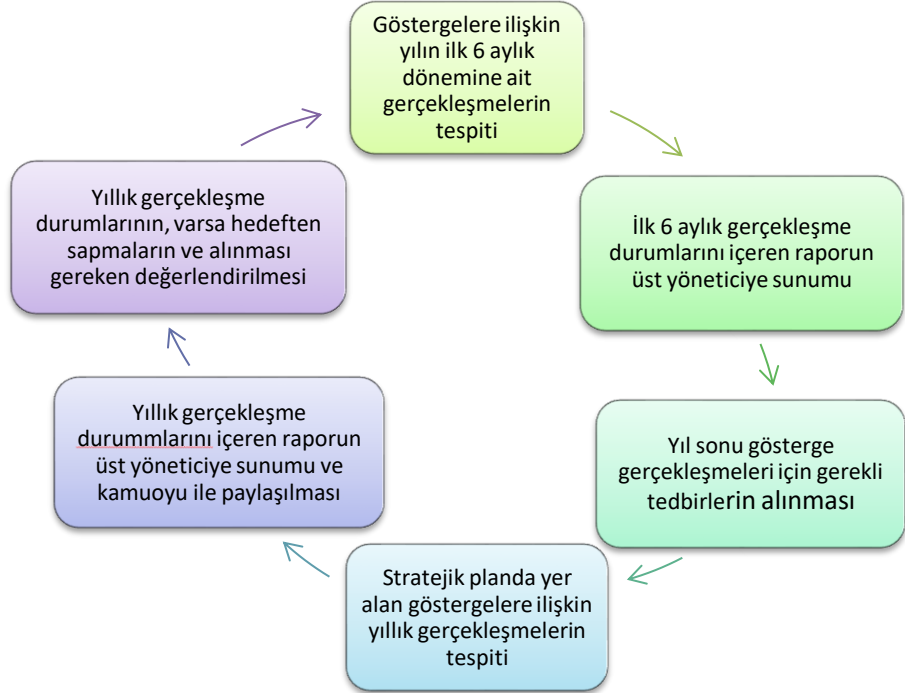 Göstergelere ilişkin
yılın ilk 6 aylık
dönemine ait
gerçekleşmelerin
tespiti
İlk 6 aylık gerçekleşme
durumlarını içeren raporun
üst yöneticiye sunumu
Yıl sonu gösterge
gerçekleşmeleri için gerekli
tedbirlerin alınması
Stratejik planda yer
alan göstergelere ilişkin
yıllık gerçekleşmelerin
tespiti
Yıllık gerçekleşme
durummlarını içeren raporun
üst yöneticiye sunumu ve
kamuoyu ile paylaşılması
Yıllık gerçekleşme
durumlarının, varsa hedeften
sapmaların ve alınması
gereken değerlendirilmesi